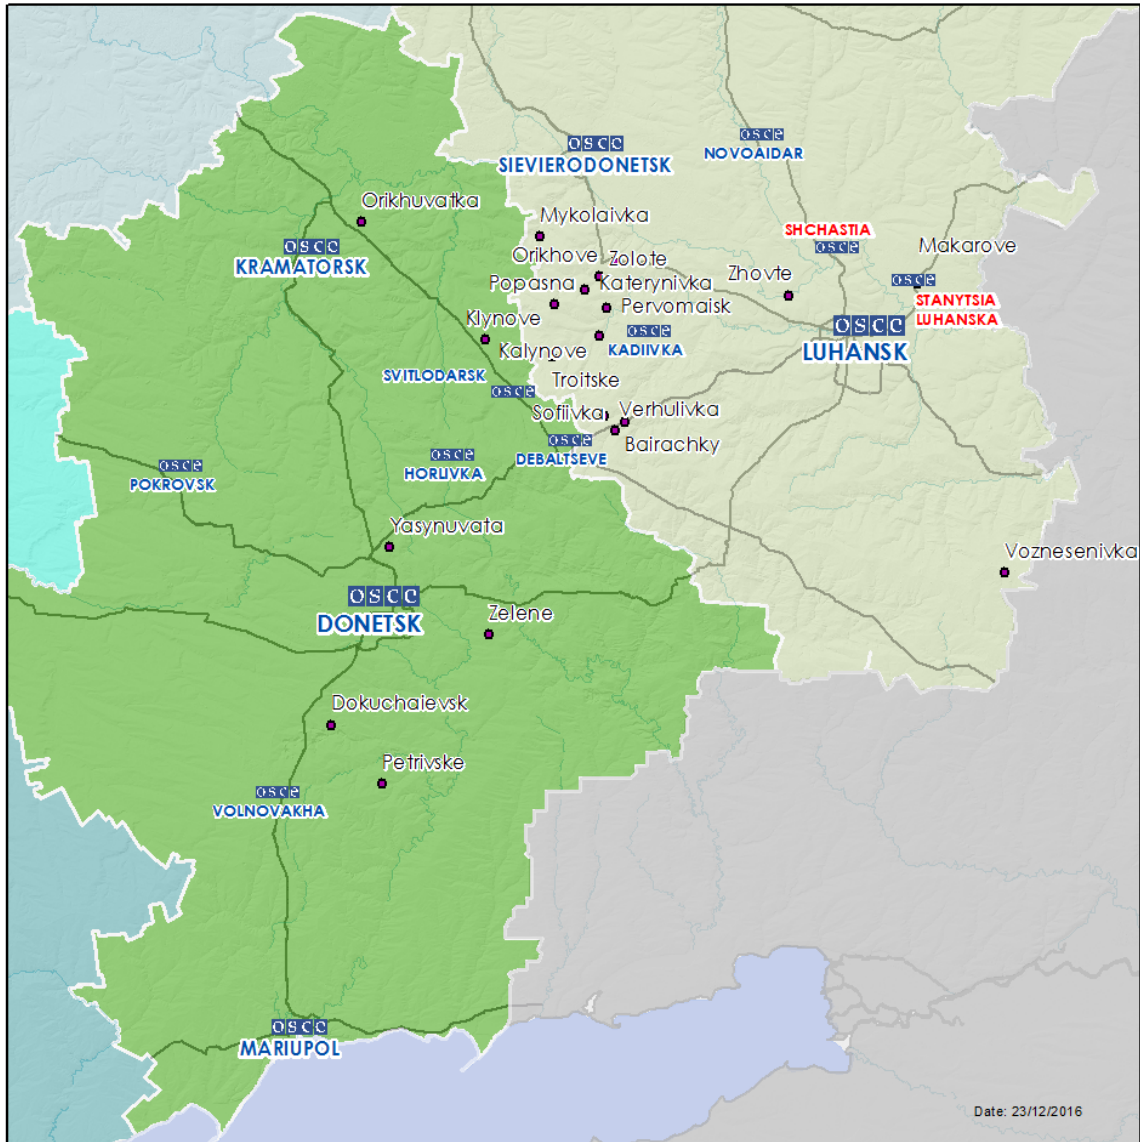 OSCE
SIEVIERODONETSK
osce
NOVOAIDAR
Orikhuvatka
Mykolaivka
SHCHASTIA
osce
OSCE
KRAMATORSK
Orikhove
Zolote
Makarove
Zhovte
osce
Popasna
Katerynivka
STANYTSIA
LUHANSKA
Pervomaisk
Klynove
osce
KADIIVKA
OSCE
LUHANSK
Kalynove
SVITLODARSK
osce
Troitske
Sofiivka
Verhulivka
Bairachky
osce
DEBALTSEVE
osce
HORLIVKA
osce
POKROVSK
Yasynuvata
Voznesenivka
OSCE
DONETSK
Zelene
Dokuchaievsk
Petrivske
osce
VOLNOVAKHA
OSCE
MARIUPOL
Date: 23/12/2016